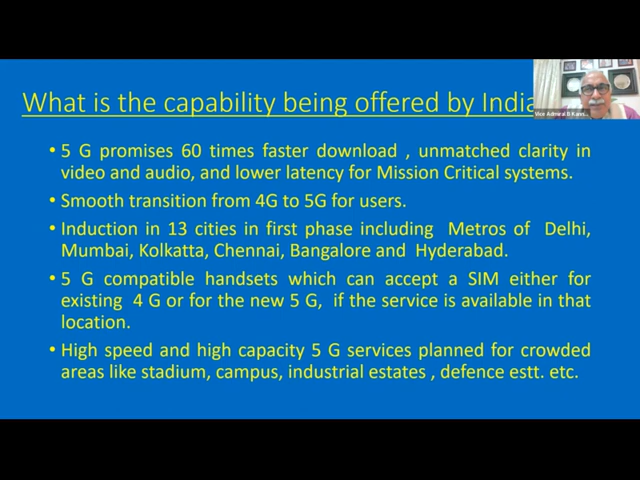 What is the capability being offered by India
Vice Admiral B Kann...
• 5 G promises 60 times faster download , unmatched clarity in
video and audio, and lower latency for Mission Critical systems.
• Smooth transition from 4G to 5G for users.
• Induction in 13 cities in first phase including Metros of Delhi,
Mumbai, Kolkatta, Chennai, Bangalore and Hyderabad.
• 5 G compatible handsets which can accept a SIM either for
existing 4 G or for the new 5 G, if the service is available in that
location.
• High speed and high capacity 5 G services planned for crowded
areas like stadium, campus, industrial estates , defence estt. etc.